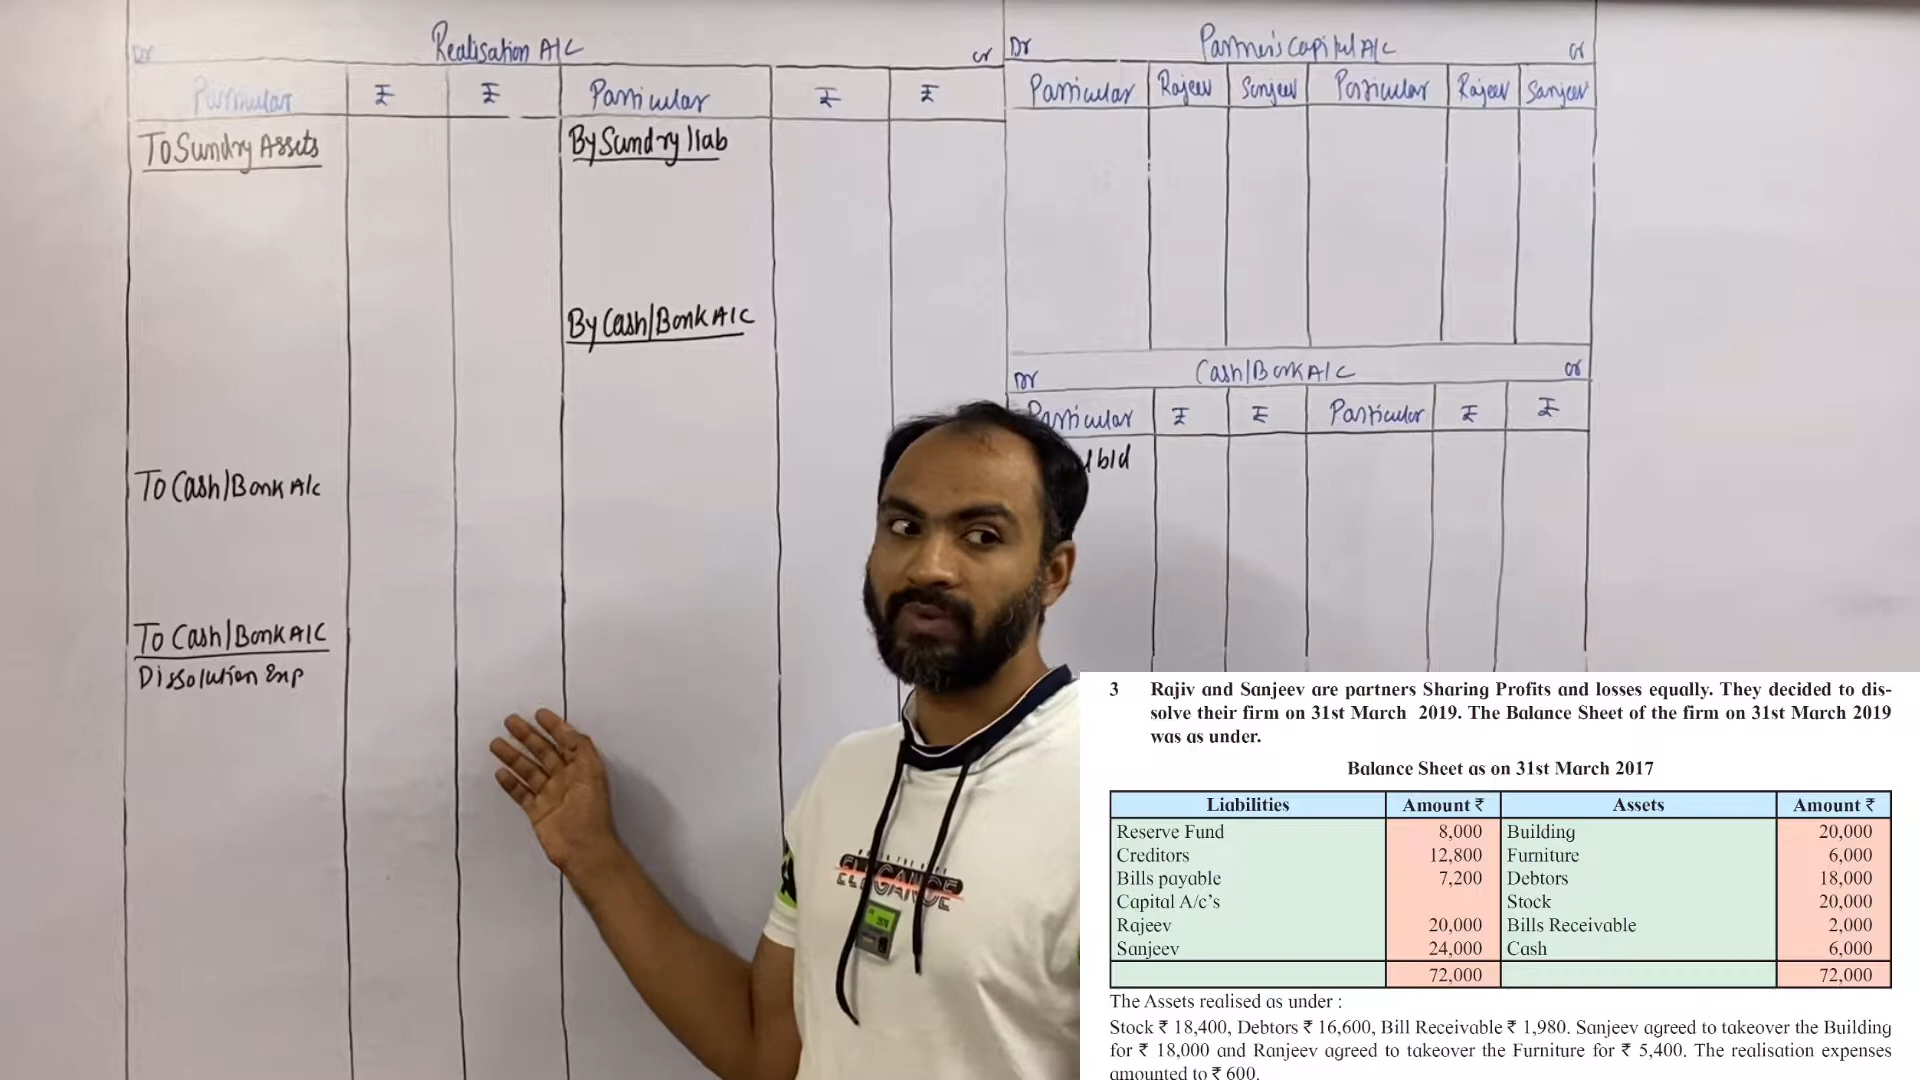 Dr Realisation A/C cr
Particular ₹ ₹ Particular ₹ ₹
To Sundry Assets
By Sundry liab
By Cash/Bank A/C
To Cash/Bank A/c
To Cash/Bank A/C
Dissolution Exp
Dr Partner's Capital A/C cr
Particular Rajeev Sanjeev Particular Rajeev Sanjeev
Dr Cash/Bank A/C cr
Particular ₹ ₹ Particular ₹ ₹
b/d
3 Rajiv and Sanjeev are partners Sharing Profits and losses equally. They decided to dis-
solve their firm on 31st March 2019. The Balance Sheet of the firm on 31st March 2019
was as under.
Balance Sheet as on 31st March 2017
Liabilities Amount ₹ Assets Amount ₹
Reserve Fund 8,000 Building 20,000
Creditors 12,800 Furniture 6,000
Bills payable 7,200 Debtors 18,000
Capital A/c's Stock 20,000
Rajeev 20,000 Bills Receivable 2,000
Sanjeev 24,000 Cash 6,000
72,000 72,000
The Assets realised as under :
Stock ₹ 18,400, Debtors ₹ 16,600, Bill Receivable ₹ 1,980. Sanjeev agreed to takeover the Building
for ₹ 18,000 and Ranjeev agreed to takeover the Furniture for ₹ 5,400. The realisation expenses
amounted to ₹ 600.
ELEGANCE